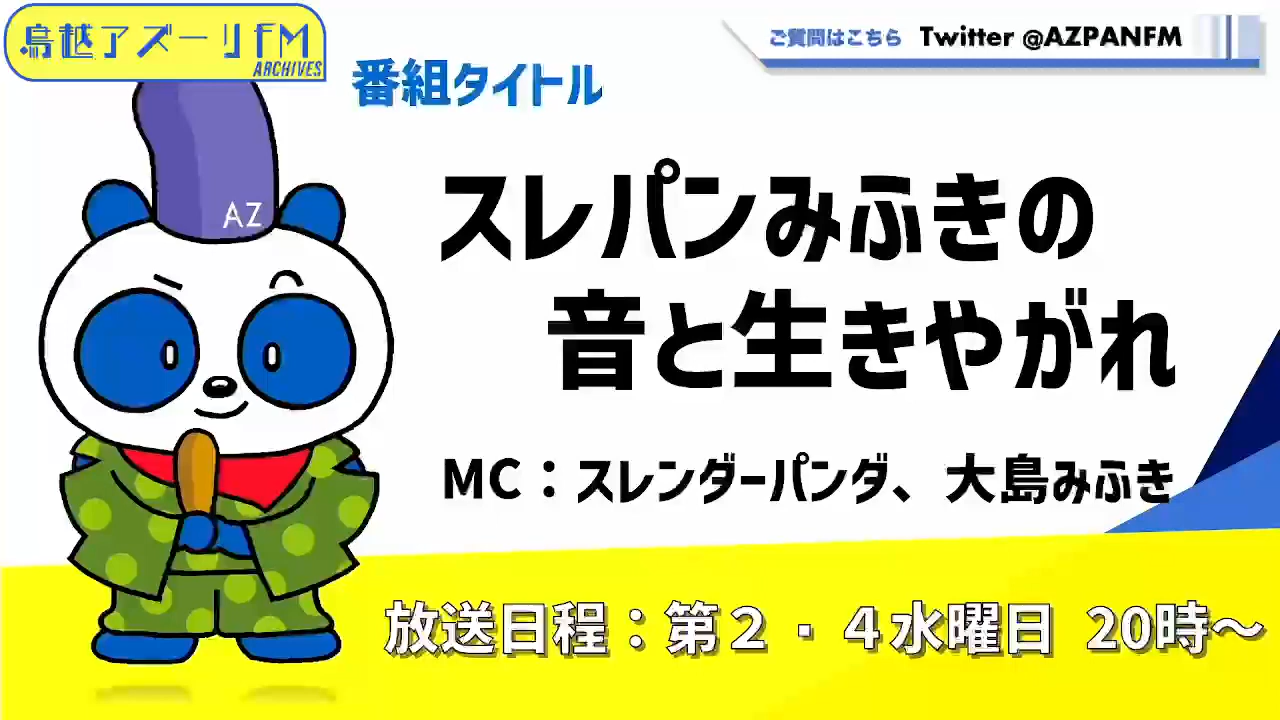 鳥越アズーリFM
ARCHIVES
ご質問はこちら Twitter @AZPANFM
番組タイトル
AZ
スレパンみふきの
音と生きやがれ
MC：スレンダーパンダ、大島みふき
放送日程：第２・４水曜日 20時～